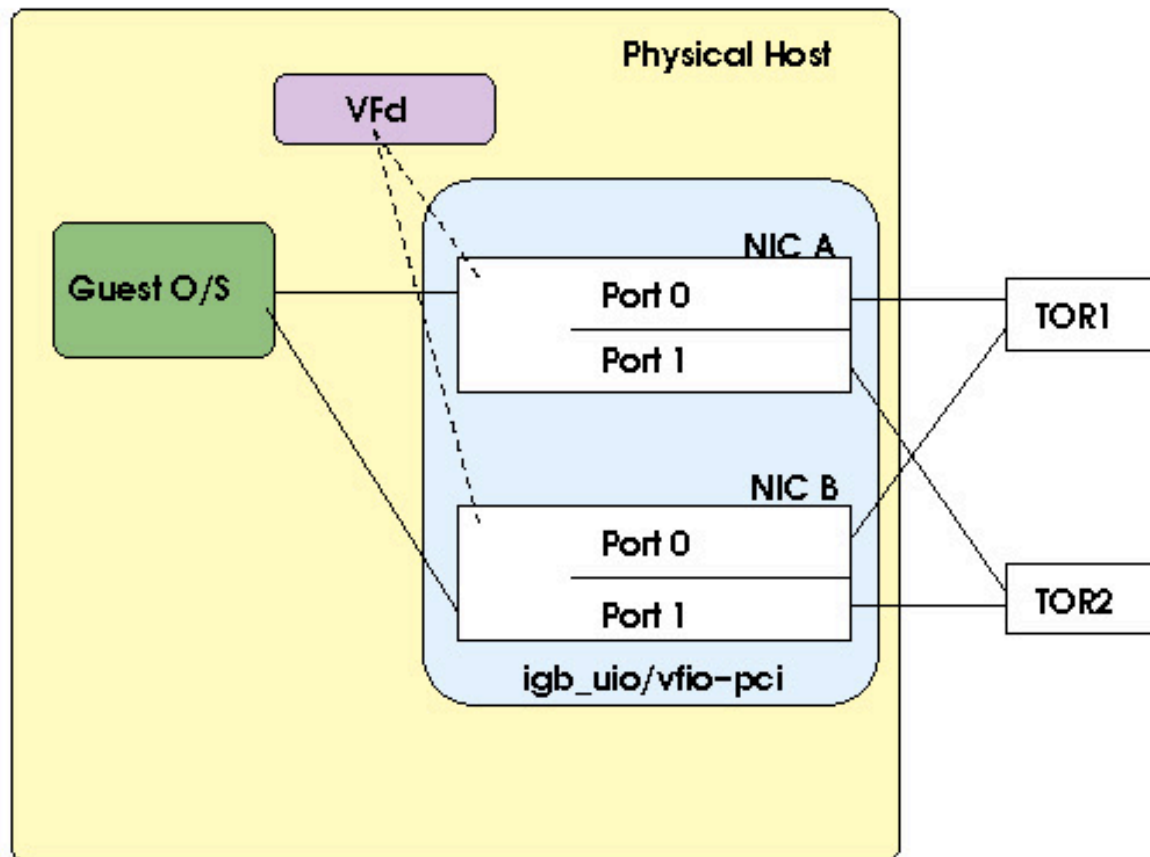 Physical Host
VFd
NIC A
Guest O/S
Port 0
TOR1
Port 1
NIC B
Port 0
TOR2
Port 1
igb_uio/vfio-pci